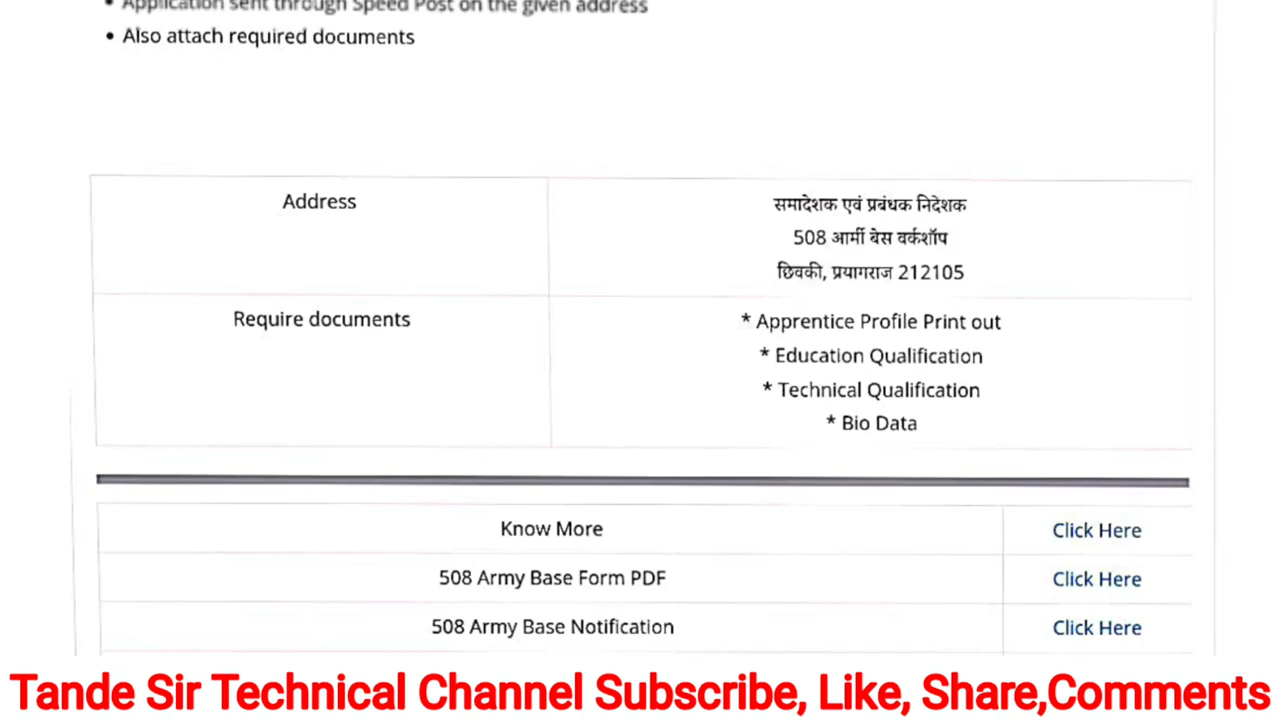 • Application sent through Speed Post on the given address
• Also attach required documents
Address
समादेशक एवं प्रबंधक निदेशक
508 आर्मी बेस वर्कशॉप
छिवकी, प्रयागराज 212105
Require documents
* Apprentice Profile Print out
* Education Qualification
* Technical Qualification
* Bio Data
Know More Click Here
508 Army Base Form PDF Click Here
508 Army Base Notification Click Here
Tande Sir Technical Channel Subscribe, Like, Share,Comments